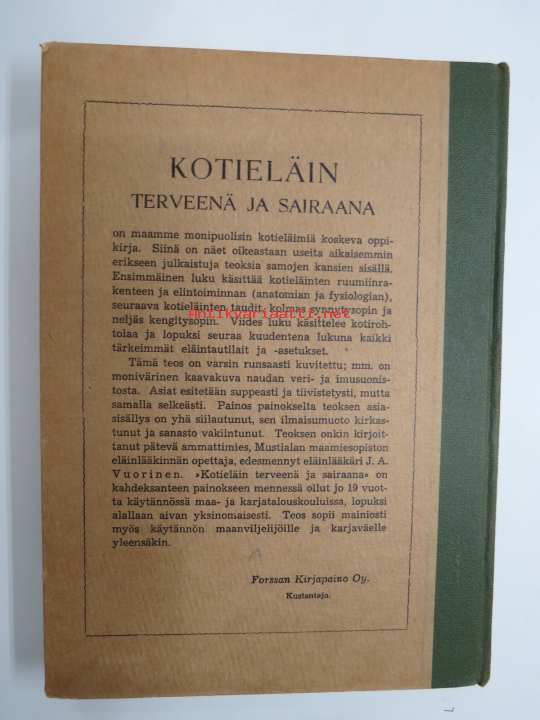 KOTIELÄIN
TERVEENÄ JA SAIRAANA
on maamme monipuolisin kotieläimiä koskeva oppi-
kirja. Siinä on näet oikeastaan useita aikaisemmin
erikseen julkaistuja teoksia samojen kansien sisällä.
Ensimmäinen luku käsittää kotieläinten ruumiinra-
kenteen ja elintoiminnan (anatomian ja fysiologian),
seuraava kotieläinten taudit, kolmas synnytysopin ja
neljäs kengitysopin. Viides luku käsittelee kotiroh-
tolaa ja lopuksi seuraa kuudentena lukuna kaikki
tärkeimmät eläintautilait ja -asetukset.
Tämä teos on varsin runsaasti kuvitettu; mm. on
monivärinen kaavakuva naudan veri- ja imusuonis-
tosta. Asiat esitetään suppeasti ja tiivistetysti, mutta
samalla selkeästi. Painos painokselta teoksen asia-
sisällys on yhä siilautunut, sen ilmaisumuoto kirkas-
tunut ja sanasto vakiintunut. Teoksen onkin kirjoit-
tanut pätevä ammattimies, Mustialan maamiesopiston
eläinlääkinnän opettaja, edesmennyt eläinlääkäri J. A.
Vuorinen. »Kotieläin terveenä ja sairaana» on
kahdeksanteen painokseen mennessä ollut jo 19 vuot-
ta käytännössä maa- ja karjatalouskouluissa, lopuksi
alallaan aivan yksinomaisesti. Teos sopii mainiosti
myös käytännön maanviljelijöille ja karjaväelle
yleensäkin.
Forssan Kirjapaino Oy.
Kustantaja.